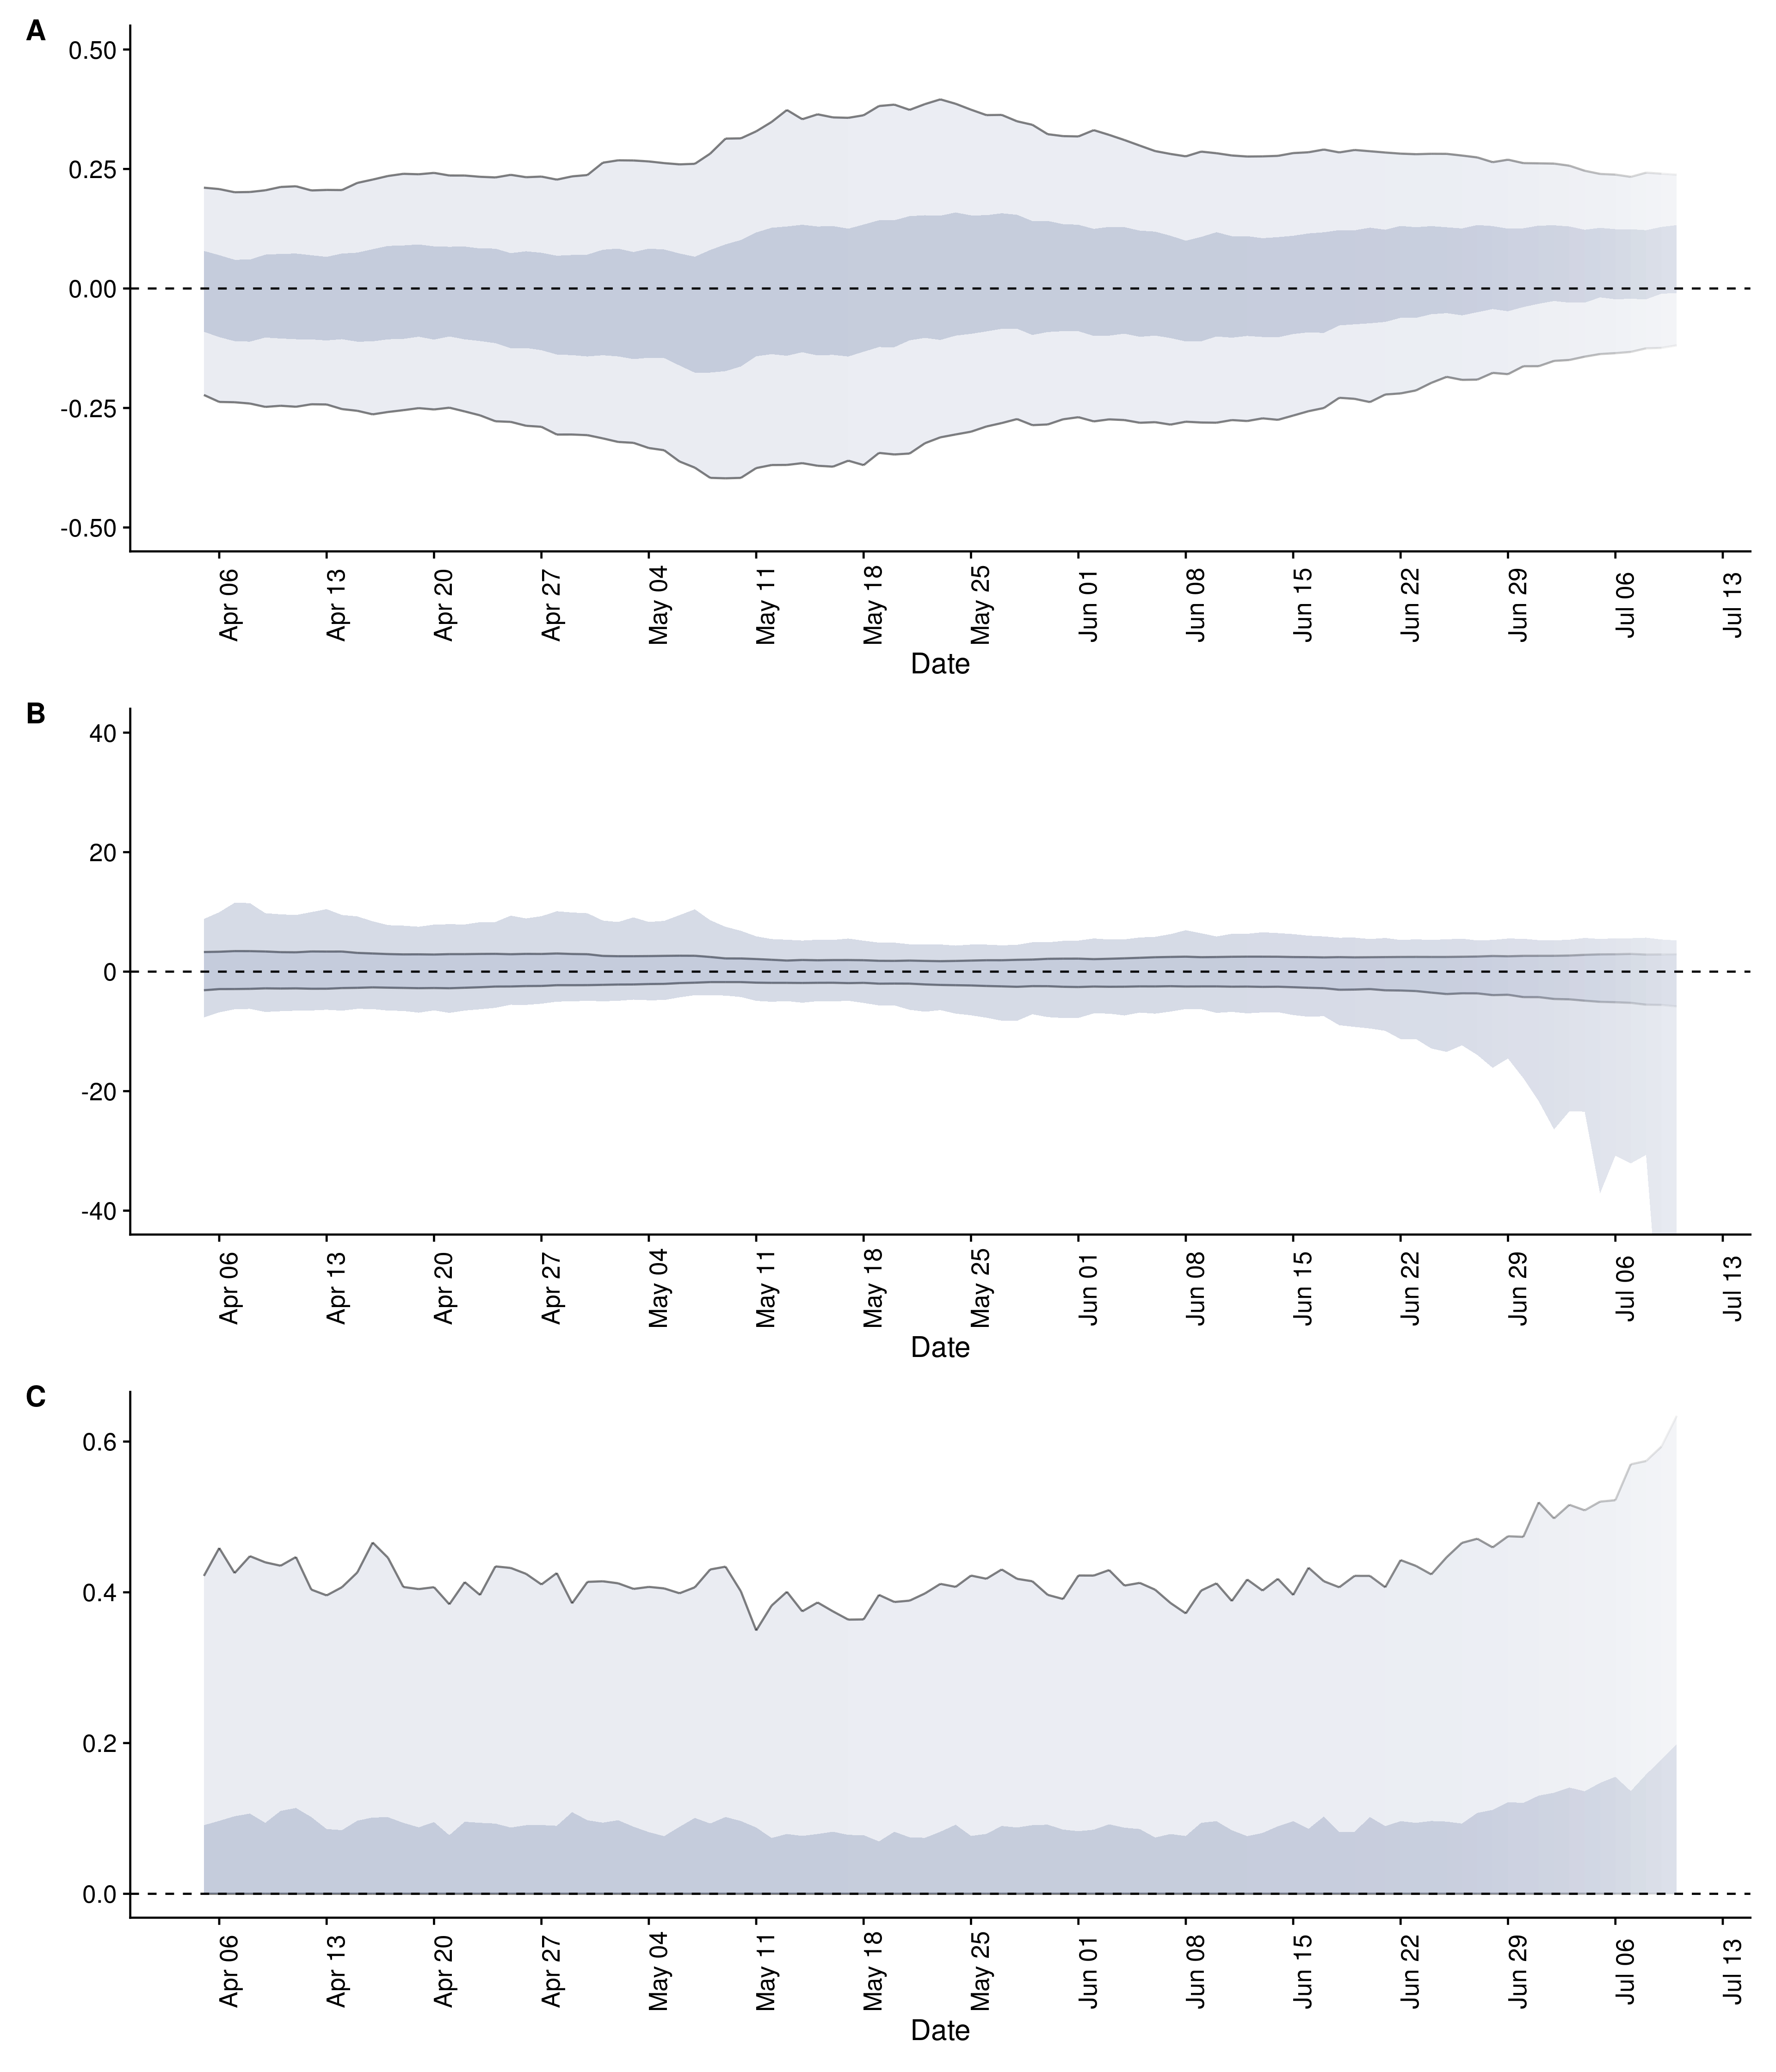 A
0.50
0.25
0.00
-0.25
-0.50
Apr 06
Apr 13
Apr 20
Apr 27
May 04
May 11
May 18
May 25
Jun 01
Jun 08
Jun 15
Jun 22
Jun 29
Jul 06
Jul 13
Date
B
40
20
0
-20
-40
Apr 06
Apr 13
Apr 20
Apr 27
May 04
May 11
May 18
May 25
Jun 01
Jun 08
Jun 15
Jun 22
Jun 29
Jul 06
Jul 13
Date
C
0.6
0.4
0.2
0.0
Apr 06
Apr 13
Apr 20
Apr 27
May 04
May 11
May 18
May 25
Jun 01
Jun 08
Jun 15
Jun 22
Jun 29
Jul 06
Jul 13
Date